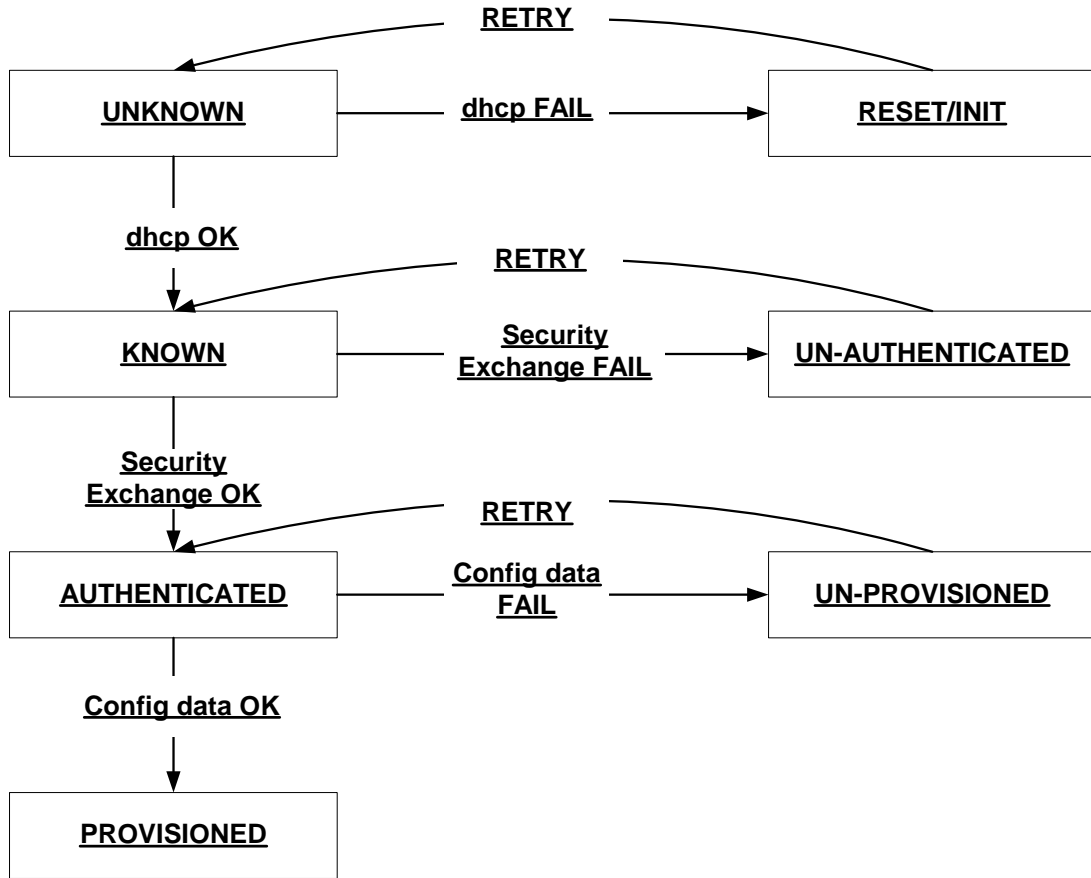 RETRY
UNKNOWN
dhcp FAIL
RESET/INIT
dhcp OK
RETRY
KNOWN
Security
Exchange FAIL
UN-AUTHENTICATED
Security
Exchange OK
RETRY
AUTHENTICATED
Config data
FAIL
UN-PROVISIONED
Config data OK
PROVISIONED